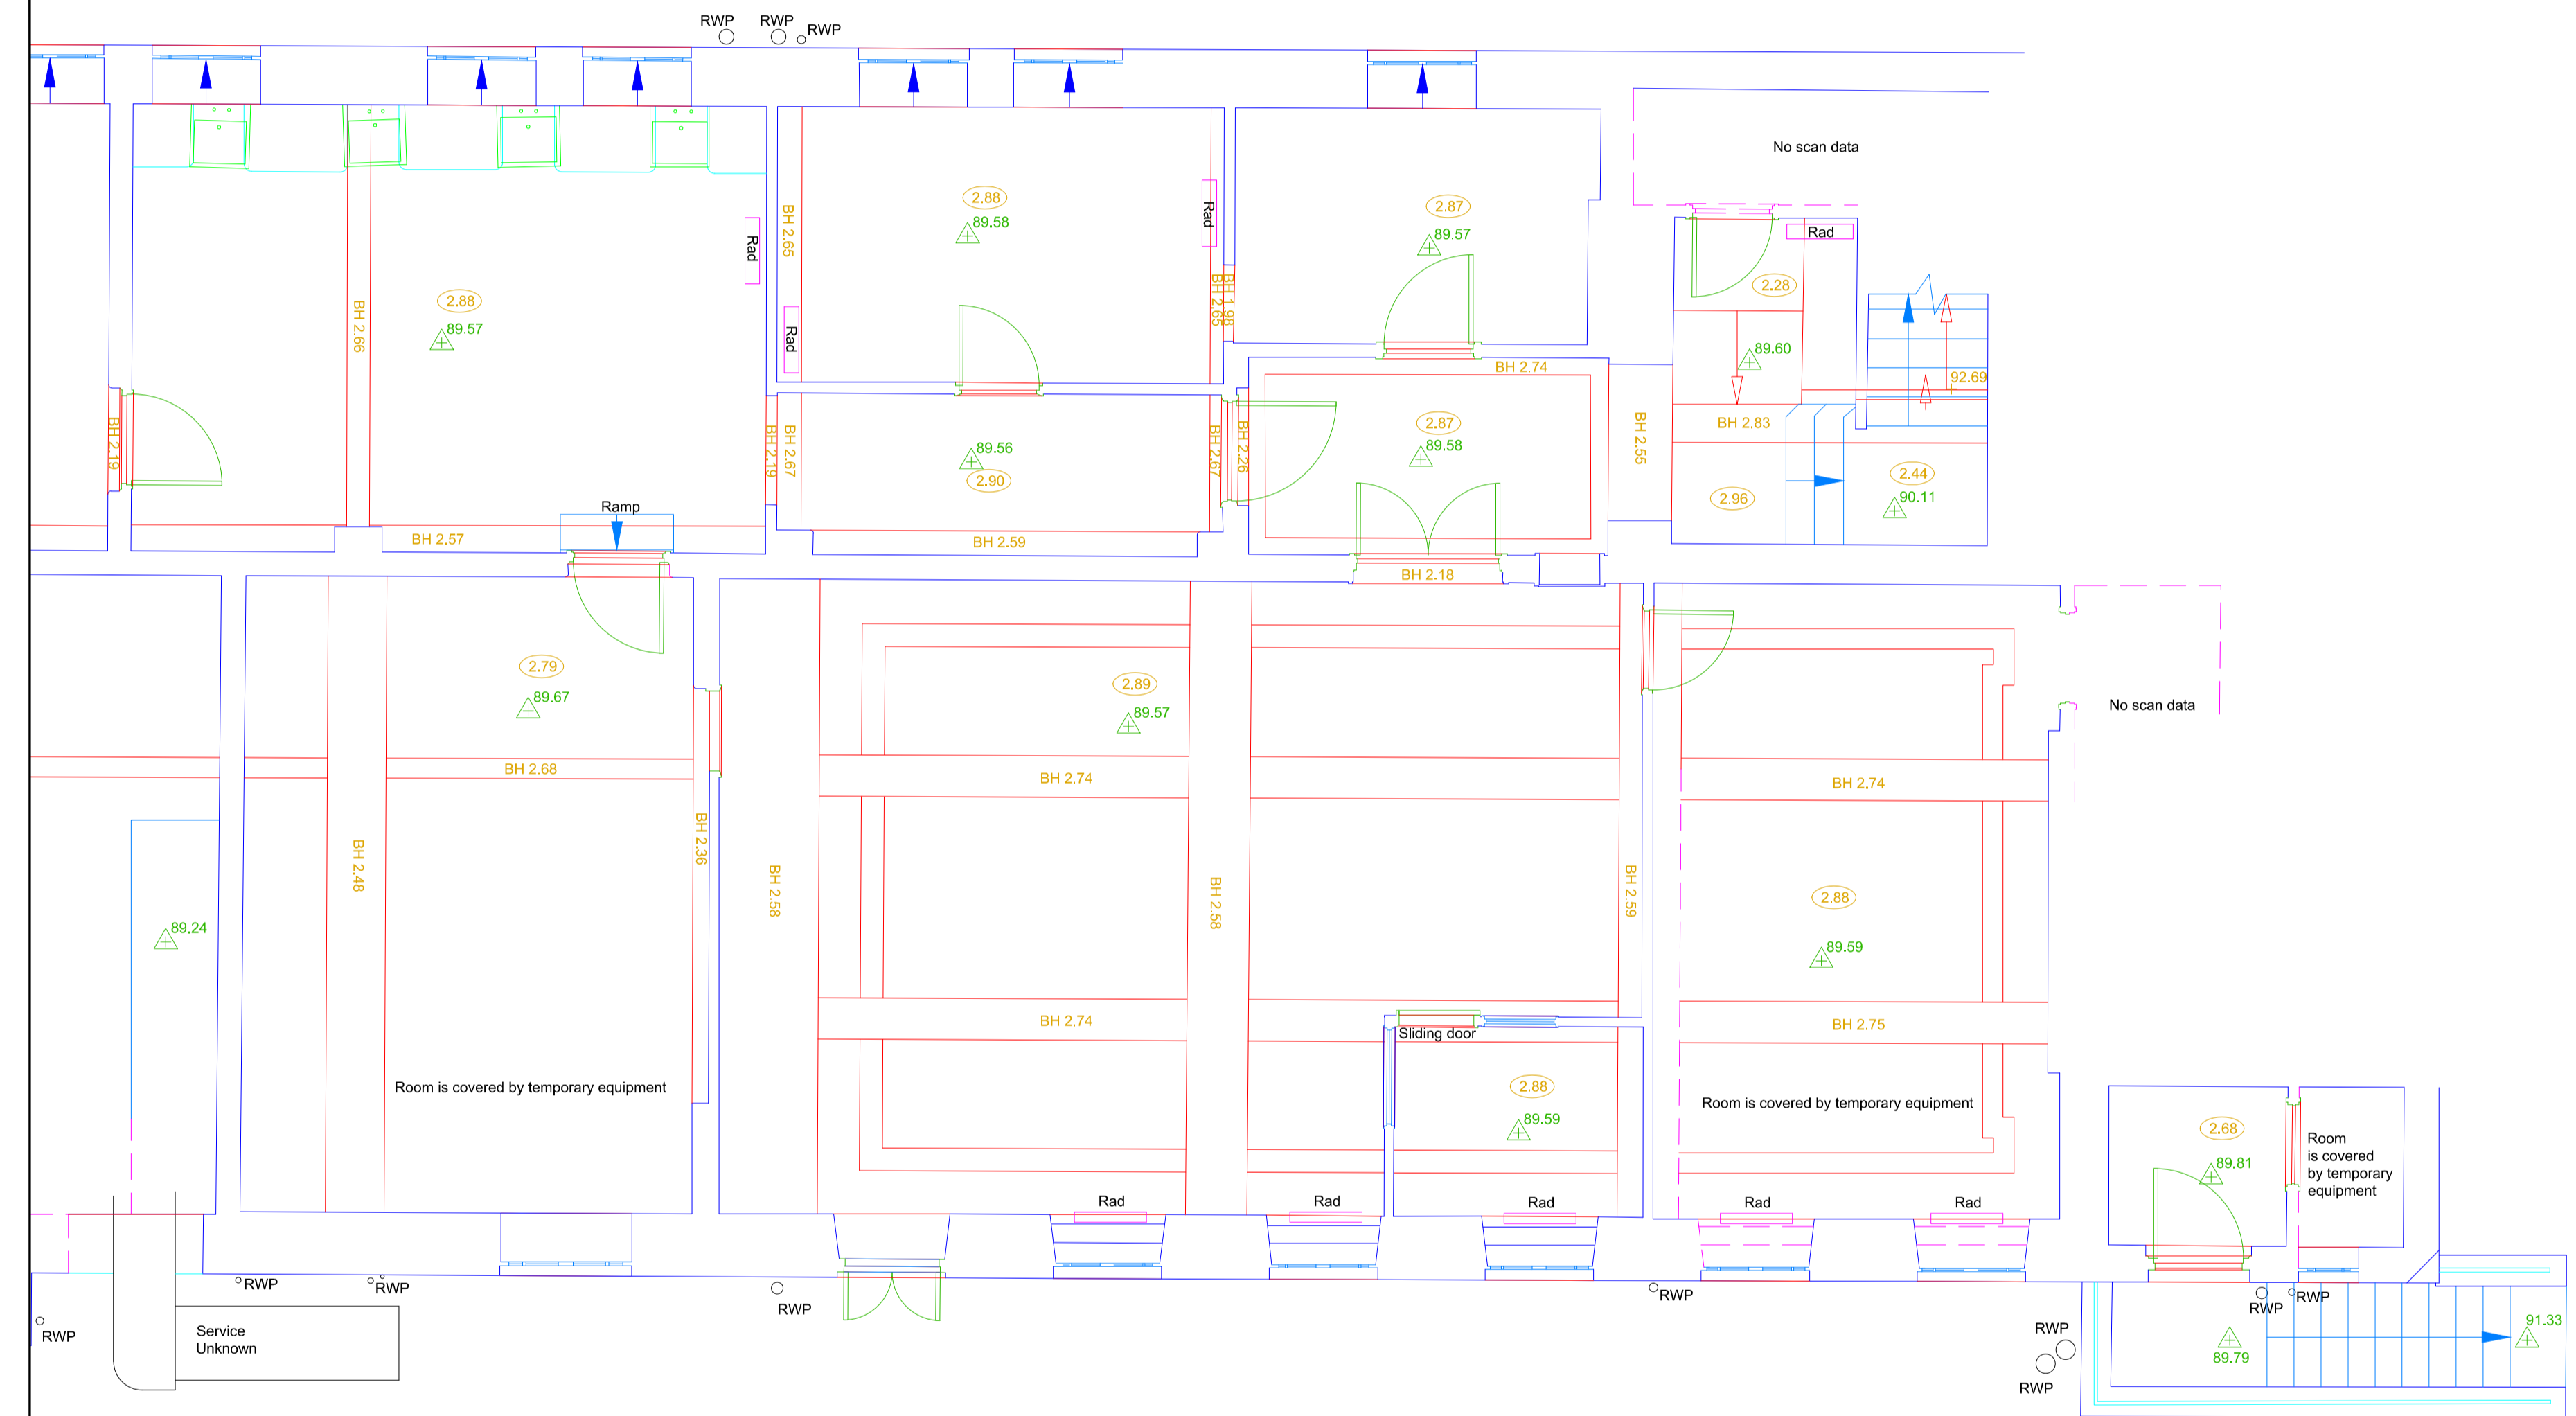 RWP
RWP
RWP
No scan data
2.88
89.58
2.87
89.57
BH 2.65
Rad
Rad
Rad
2.28
2.88
89.57
BH 2.66
Rad
BH 2.65
BH 1.98
89.60
BH 2.74
92.69
BH 2.19
BH 2.19
BH 2.67
89.56
2.90
BH 2.67
BH 2.26
2.87
89.58
BH 2.55
BH 2.83
2.96
2.44
90.11
Rad
Ramp
BH 2.57
BH 2.59
BH 2.18
2.79
89.67
2.89
89.57
No scan data
BH 2.68
BH 2.74
BH 2.74
BH 2.36
BH 2.48
BH 2.58
BH 2.58
BH 2.59
2.88
89.59
89.24
BH 2.74
Sliding door
BH 2.75
Room is covered by temporary equipment
2.88
89.59
Room is covered by temporary equipment
2.68
89.81
Room
is covered
by temporary
equipment
Rad
Rad
Rad
Rad
Rad
RWP
RWP
RWP
RWP
RWP
RWP
RWP
Service
Unknown
RWP
RWP
89.79
91.33